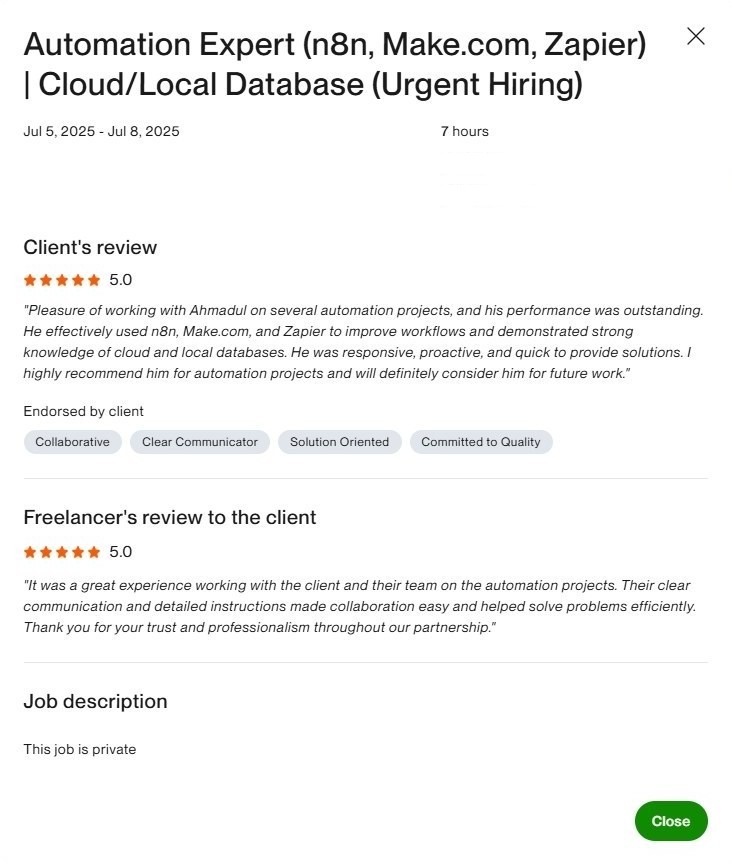 Automation Expert (n8n, Make.com, Zapier)
| Cloud/Local Database (Urgent Hiring)
Jul 5, 2025 - Jul 8, 2025
7 hours
Client's review
5.0
"Pleasure of working with Ahmadul on several automation projects, and his performance was outstanding.
He effectively used n8n, Make.com, and Zapier to improve workflows and demonstrated strong
knowledge of cloud and local databases. He was responsive, proactive, and quick to provide solutions. I
highly recommend him for automation projects and will definitely consider him for future work."
Endorsed by client
Collaborative
Clear Communicator
Solution Oriented
Committed to Quality
Freelancer's review to the client
5.0
"It was a great experience working with the client and their team on the automation projects. Their clear
communication and detailed instructions made collaboration easy and helped solve problems efficiently.
Thank you for your trust and professionalism throughout our partnership."
Job description
This job is private
Close